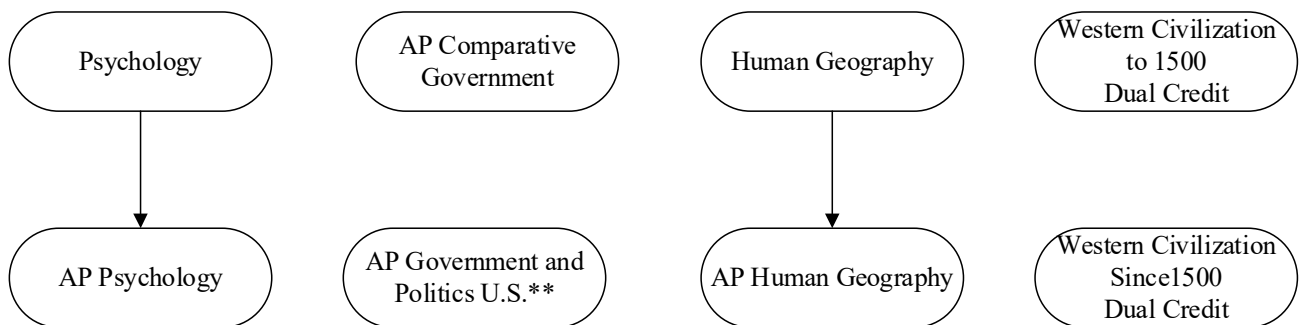 Psychology
AP Comparative
Government
Human Geography
Western Civilization
to 1500
Dual Credit
AP Psychology
AP Government and
Politics U.S.**
AP Human Geography
Western Civilization
Since1500
Dual Credit